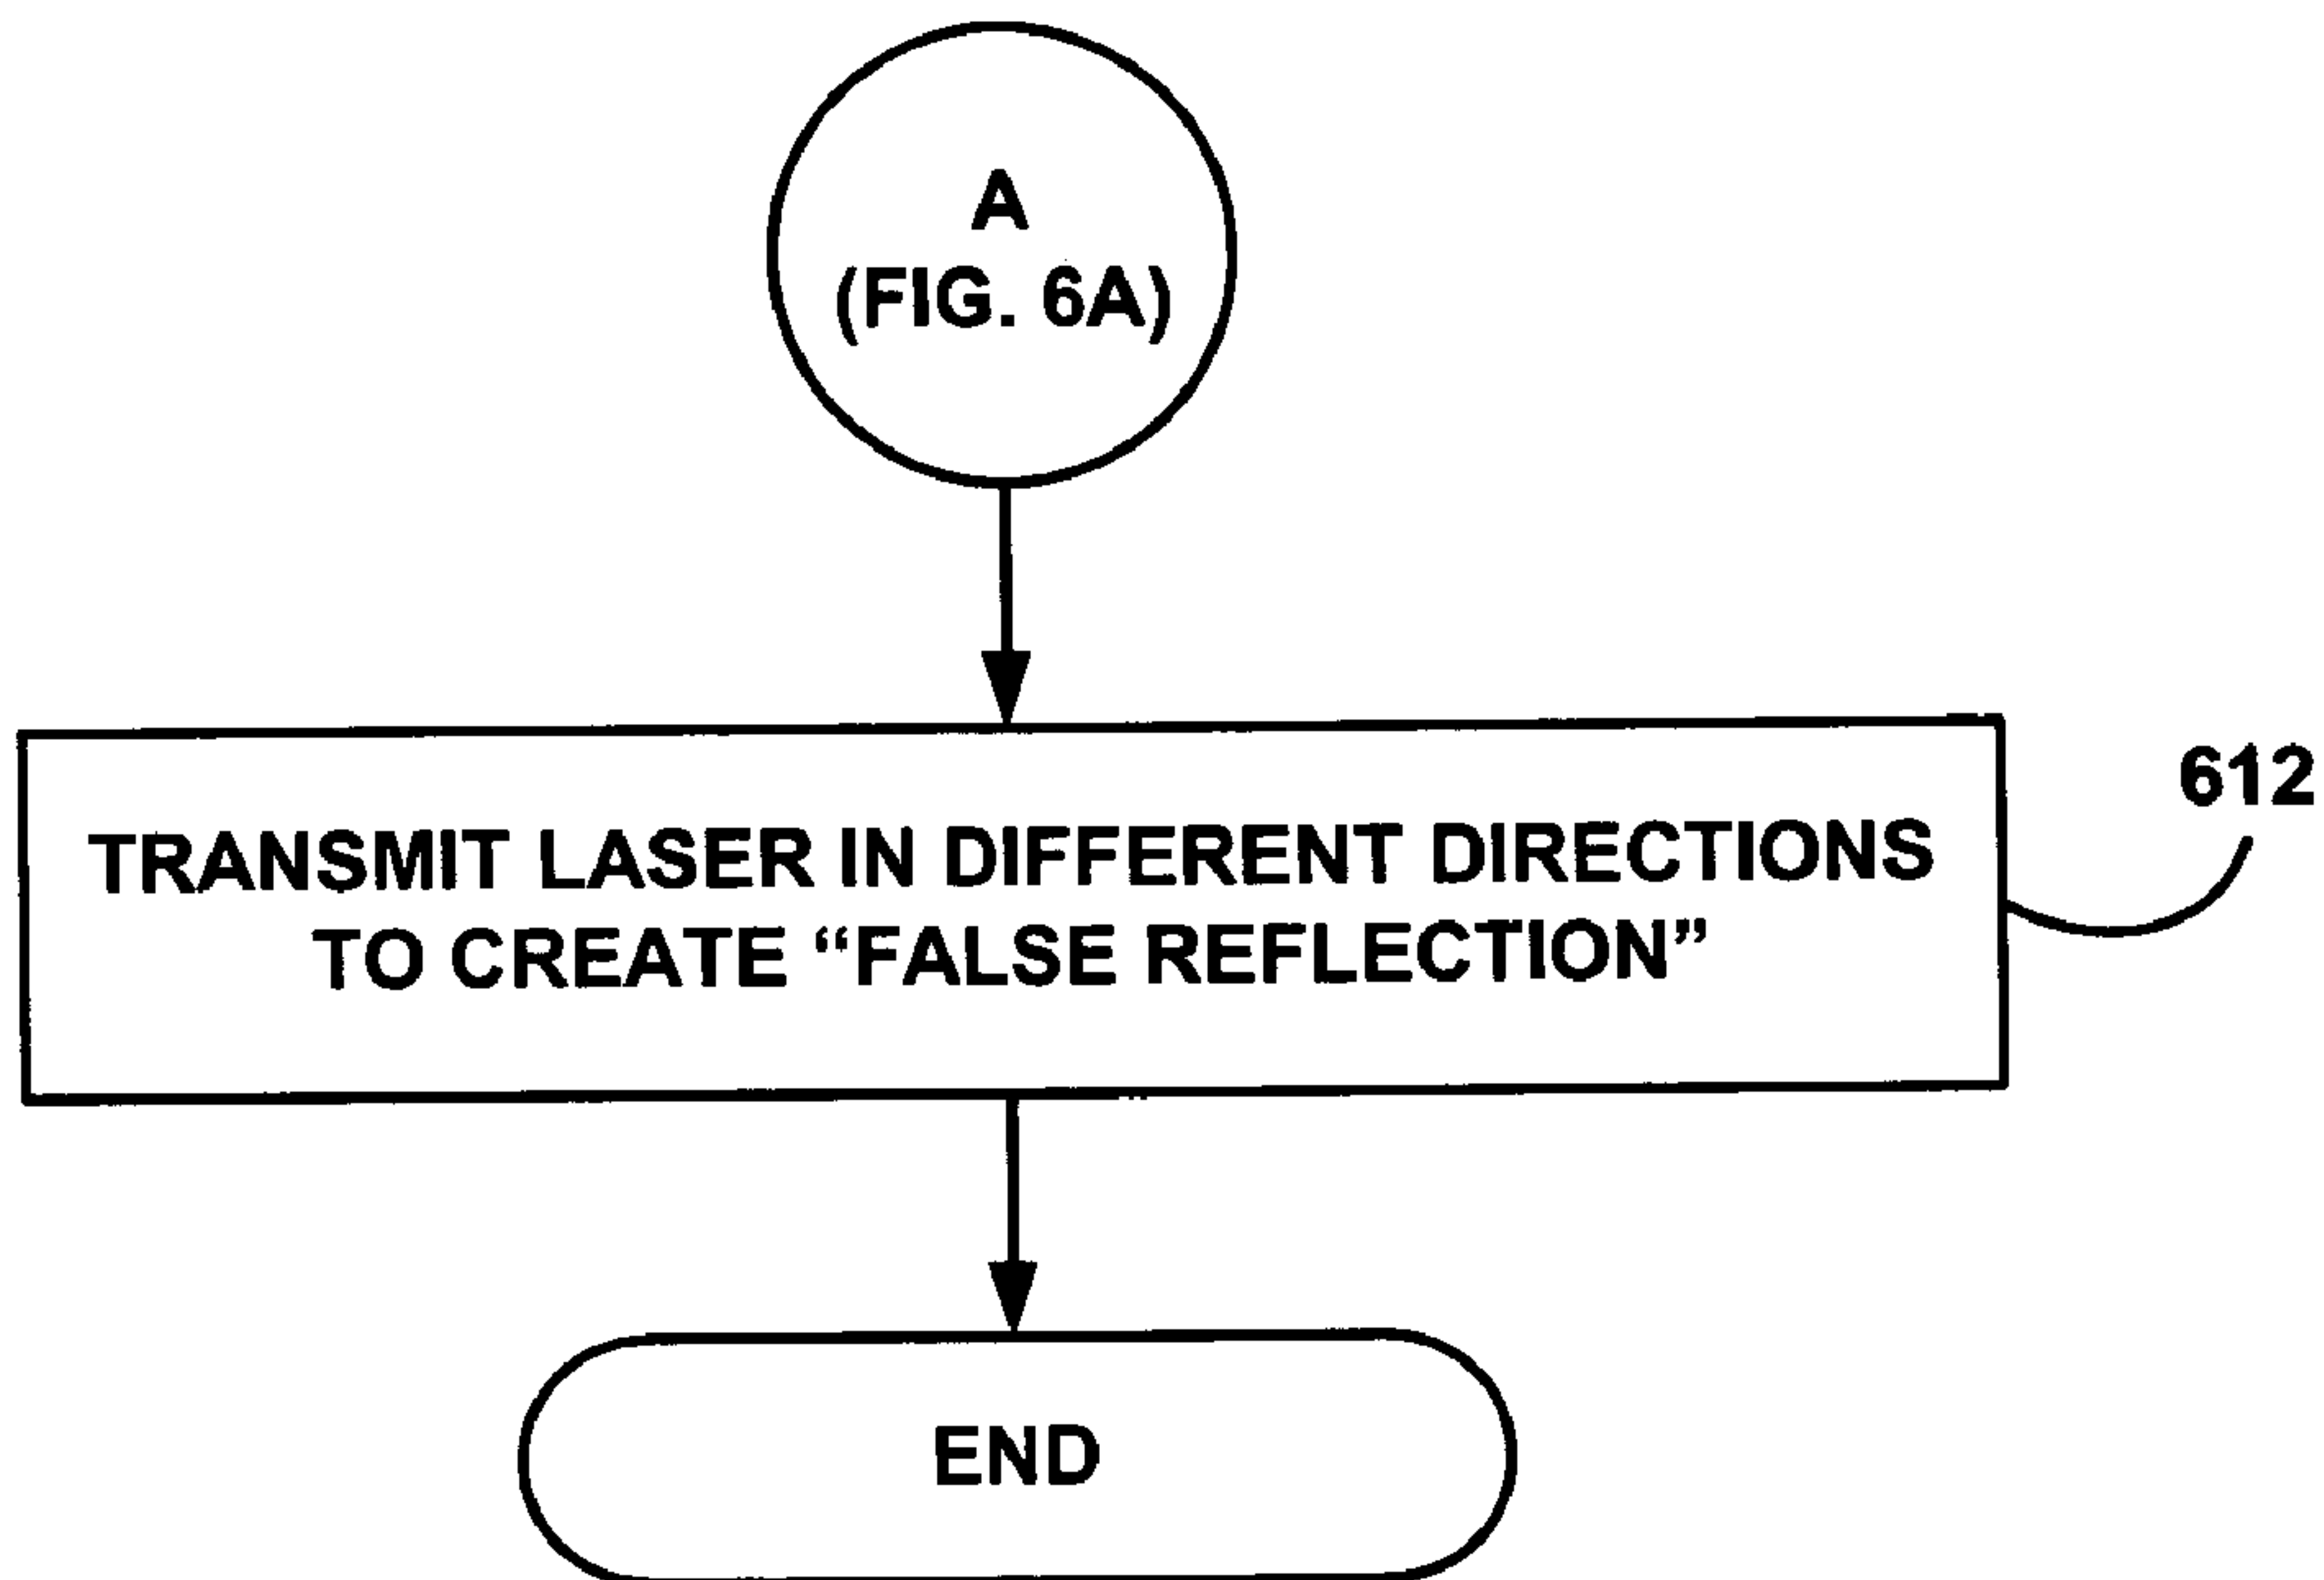 A
(FIG. 6A)
612
TRANSMIT LASER IN DIFFERENT DIRECTIONS
TO CREATE “FALSE REFLECTION”
END